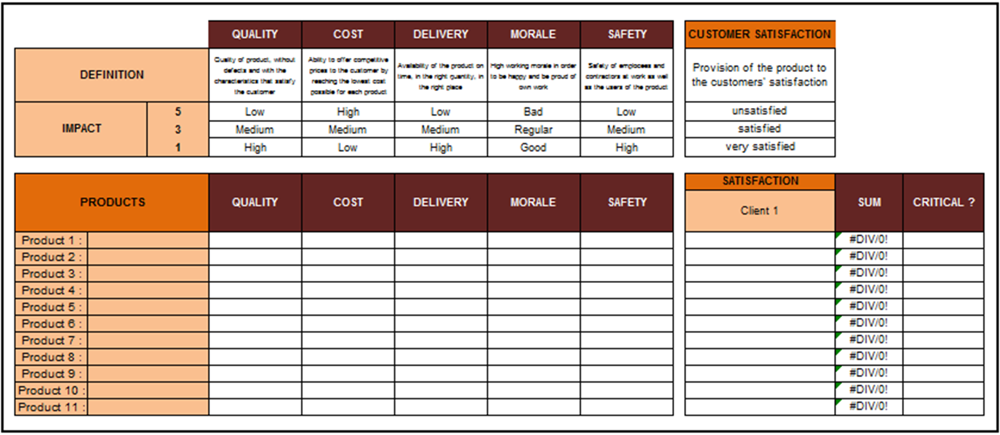 QUALITY COST DELIVERY MORALE SAFETY CUSTOMER SATISFACTION
DEFINITION
Quality of product, without
defects and with the
characteristics that satisfy
the customer
Ability to offer competitive
prices to the customer by
reaching the lowest cost
possible for each product
Availability of the product on
time, in the right quantity, in
the right place
High working morale in order
to be happy and be proud of
own work
Safety of emplocees and
contractors at work as well
as the users of the product
Provision of the product to
the customers' satisfaction
IMPACT
5 Low High Low Bad Low unsatisfied
3 Medium Medium Medium Regular Medium satisfied
1 High Low High Good High very satisfied
PRODUCTS QUALITY COST DELIVERY MORALE SAFETY
SATISFACTION
Client 1
SUM CRITICAL ?
Product 1 : #DIV/0!
Product 2 : #DIV/0!
Product 3 : #DIV/0!
Product 4 : #DIV/0!
Product 5 : #DIV/0!
Product 6 : #DIV/0!
Product 7 : #DIV/0!
Product 8 : #DIV/0!
Product 9 : #DIV/0!
Product 10 : #DIV/0!
Product 11 : #DIV/0!